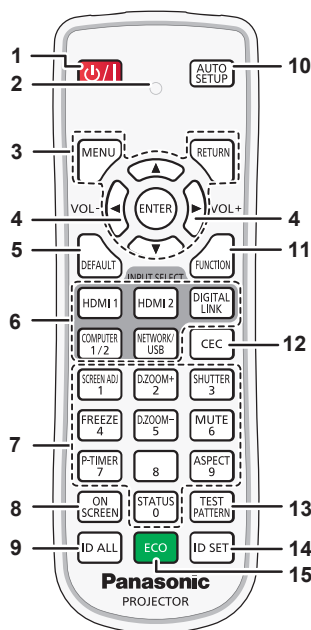 1
⏻/|
2
10
AUTO
SETUP
3
MENU
RETURN
4
VOL-
ENTER
VOL+
4
5
DEFAULT
FUNCTION
11
INPUT SELECT
6
HDMI 1
HDMI 2
DIGITAL
LINK
COMPUTER
1/2
NETWORK/
USB
CEC
12
7
SCREEN ADJ
1
D.ZOOM+
2
SHUTTER
3
FREEZE
4
D.ZOOM−
5
MUTE
6
P-TIMER
7
8
ASPECT
9
8
ON
SCREEN
STATUS
0
TEST
PATTERN
13
9
ID ALL
ECO
ID SET
14
15
Panasonic
PROJECTOR